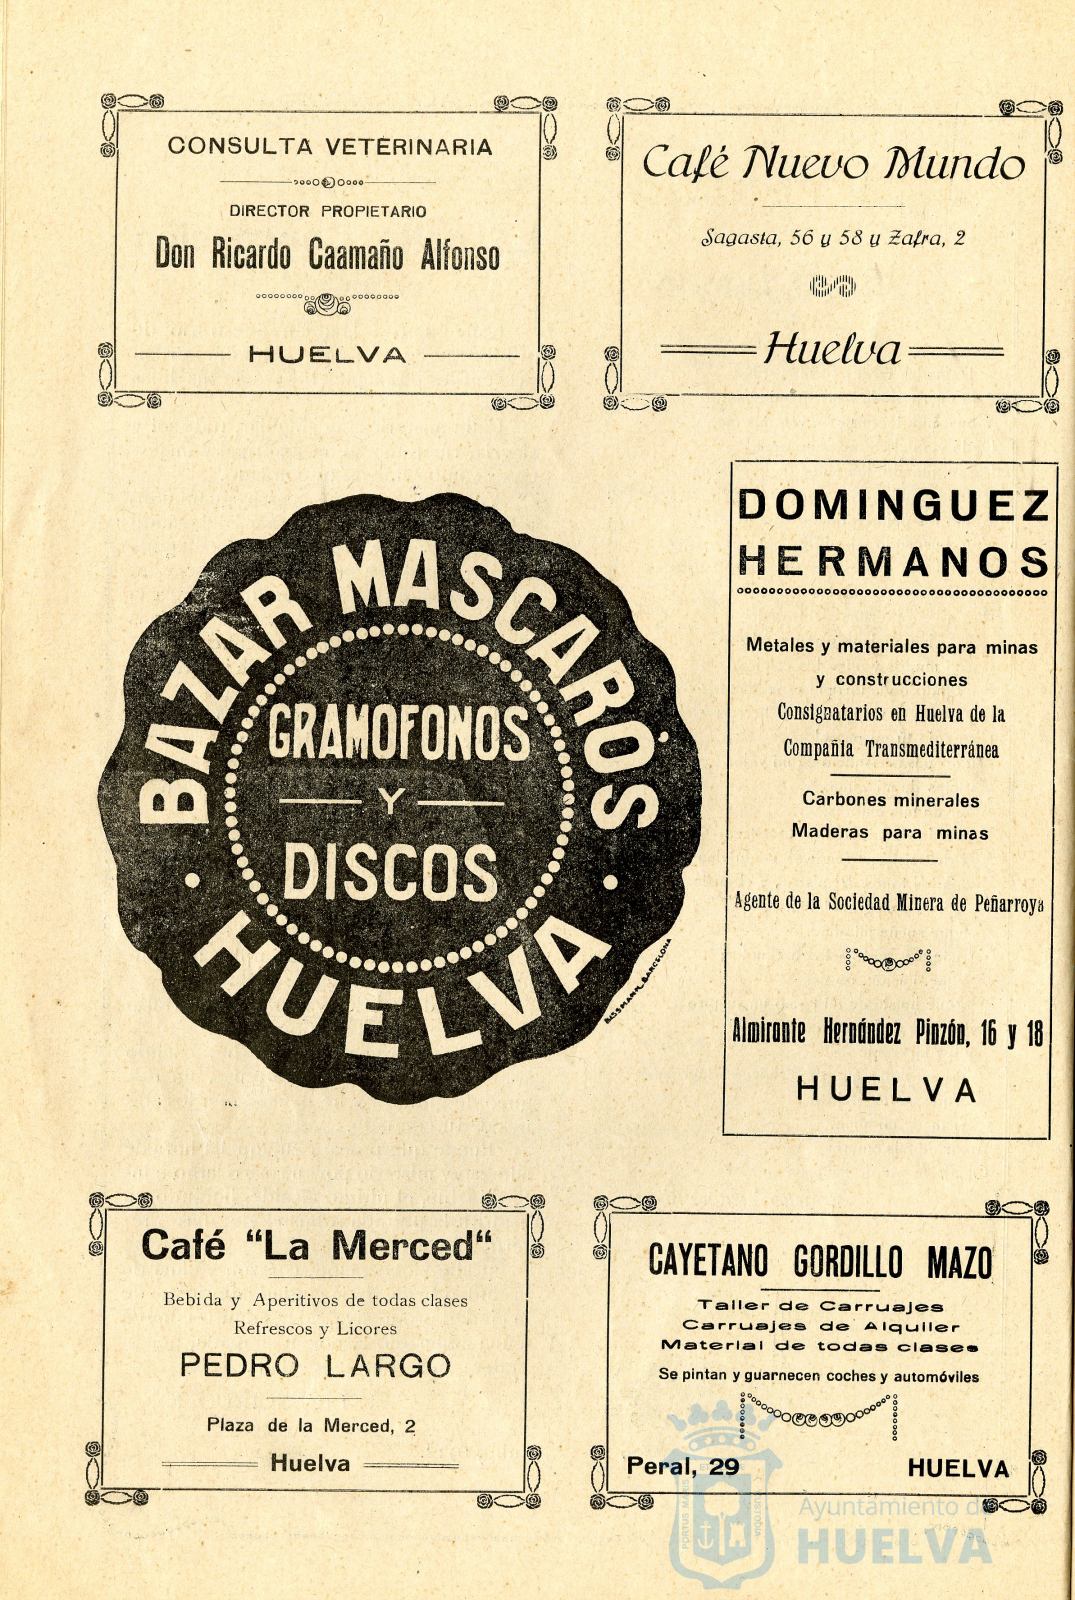 CONSULTA VETERINARIA
DIRECTOR PROPIETARIO
Don Ricardo Caamaño Alfonso
HUELVA
Café Nuevo Mundo
Sagasta, 56 y 58 y Zafra, 2
Huelva
BAZAR MASCARÓS
GRAMOFONOS
Y
DISCOS
HUELVA
BARCELONA
DOMINGUEZ
HERMANOS
Metales y materiales para minas
y construcciones
Consignatarios en Huelva de la
Compañia Transmediterránea
Carbones minerales
Maderas para minas
Agente de la Sociedad Minera de Peñarroya
Almirante Hernández Pinzón, 16 y 18
HUELVA
Café “La Merced“
Bebida y Aperitivos de todas clases
Refrescos y Licores
PEDRO LARGO
Plaza de la Merced, 2
Huelva
CAYETANO GORDILLO MAZO
Taller de Carruajes
Carruajes de Alquiler
Material de todas clases
Se pintan y guarnecen coches y automóviles
Peral, 29 HUELVA
Ayuntamiento de
HUELVA